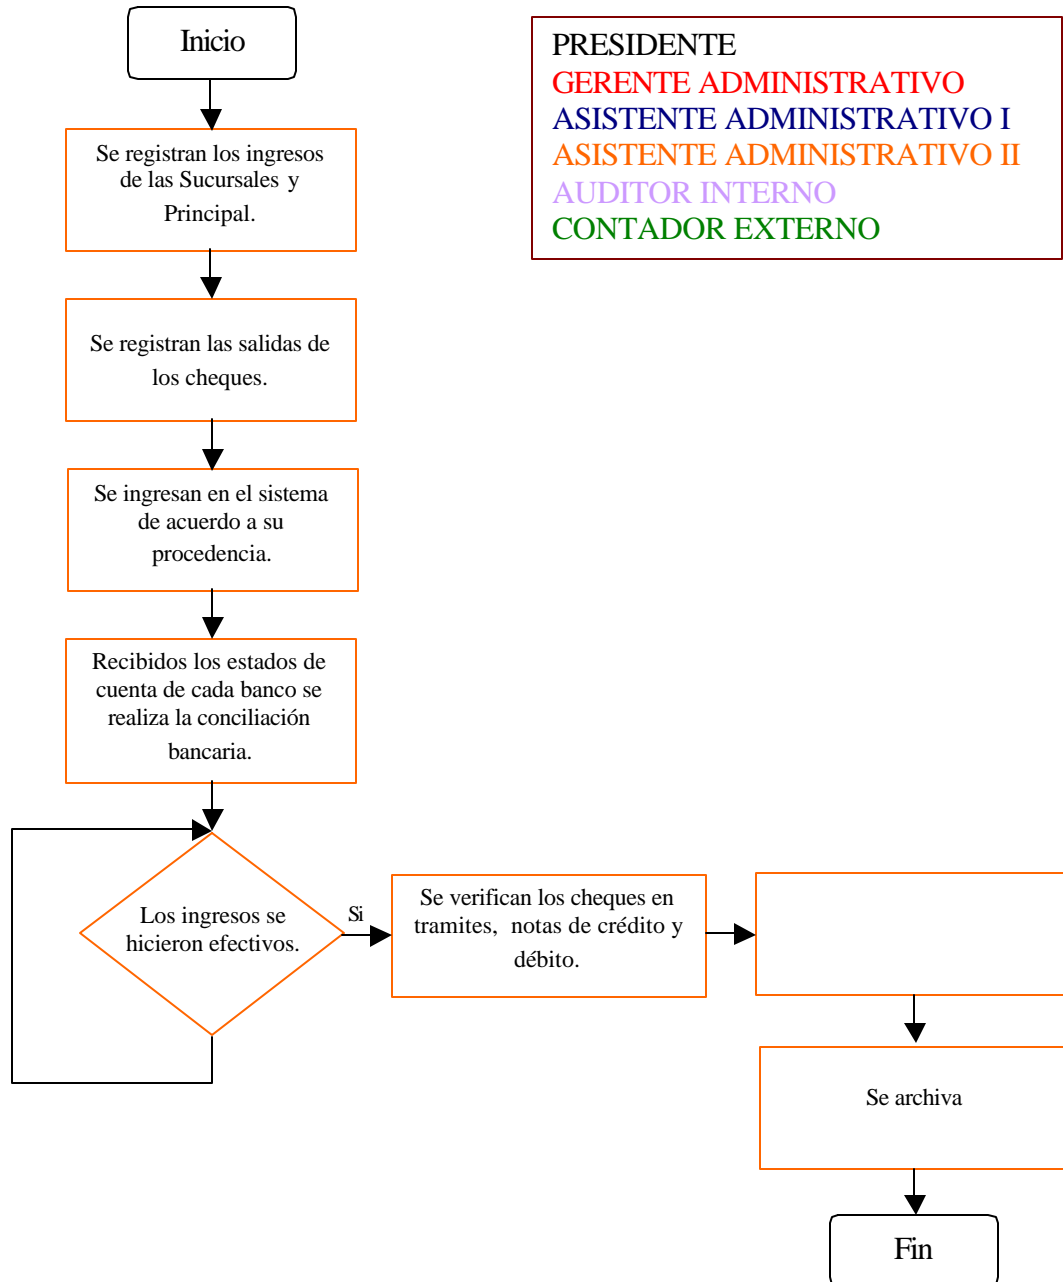 Inicio
PRESIDENTE
GERENTE ADMINISTRATIVO
ASISTENTE ADMINISTRATIVO I
ASISTENTE ADMINISTRATIVO II
AUDITOR INTERNO
CONTADOR EXTERNO
Se registran los ingresos
de las Sucursales y
Principal.
Se registran las salidas de
los cheques.
Se ingresan en el sistema
de acuerdo a su
procedencia.
Recibidos los estados de
cuenta de cada banco se
realiza la conciliación
bancaria.
Los ingresos se
hicieron efectivos.
Si
Se verifican los cheques en
tramites, notas de crédito y
débito.
Se archiva
Fin